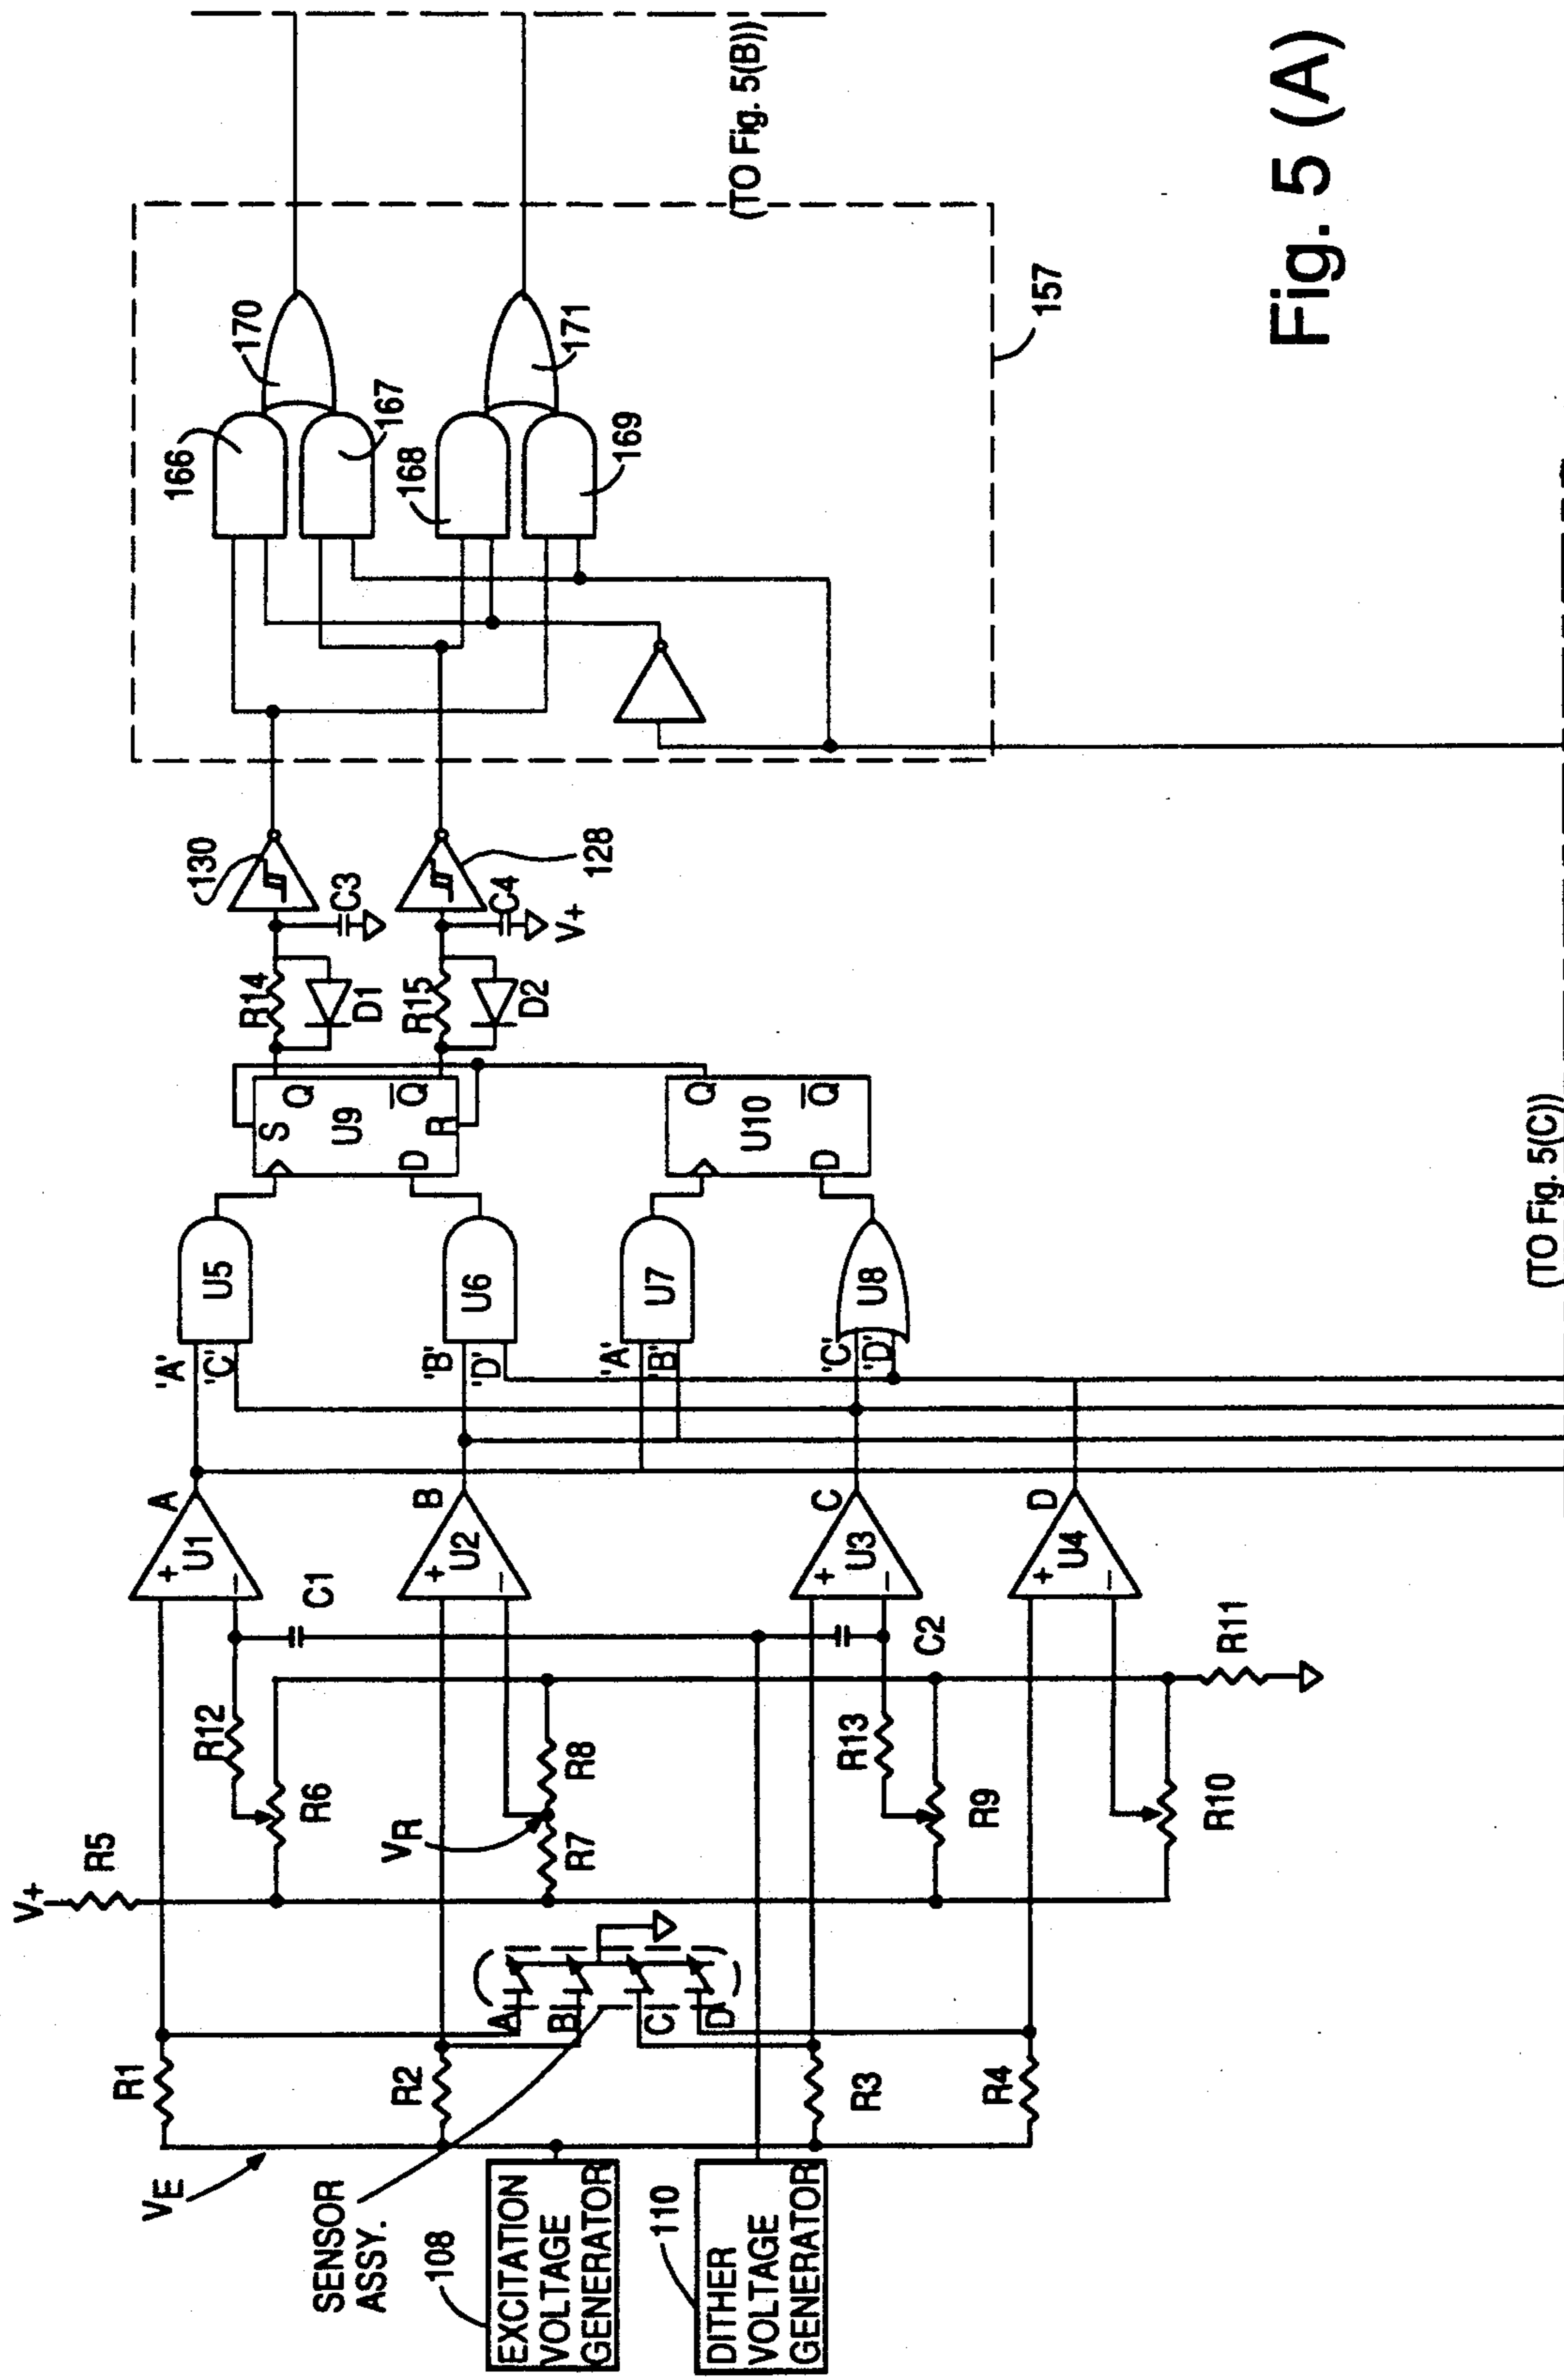 V+
R5
R1
VE
R12
R6
C1
+
U1
−
A
'A'
'C'
U5
S
Q
U9
D
Q
R
R14
D1
130
C3
166
167
170
R2
VR
R7
R8
+
U2
−
B
'B'
'D'
U6
R15
D2
128
C4
V+
168
169
171
SENSOR
ASSY.
A
B
C
D
108
EXCITATION
VOLTAGE
GENERATOR
110
DITHER
VOLTAGE
GENERATOR
'A'
'B'
U7
Q
U10
D
Q
(TO Fig. 5(B))
R3
R13
R9
C2
+
U3
−
C
'C'
'D'
U8
157
R4
R10
R11
+
U4
−
D
(TO Fig. 5(C))
Fig. 5 (A)